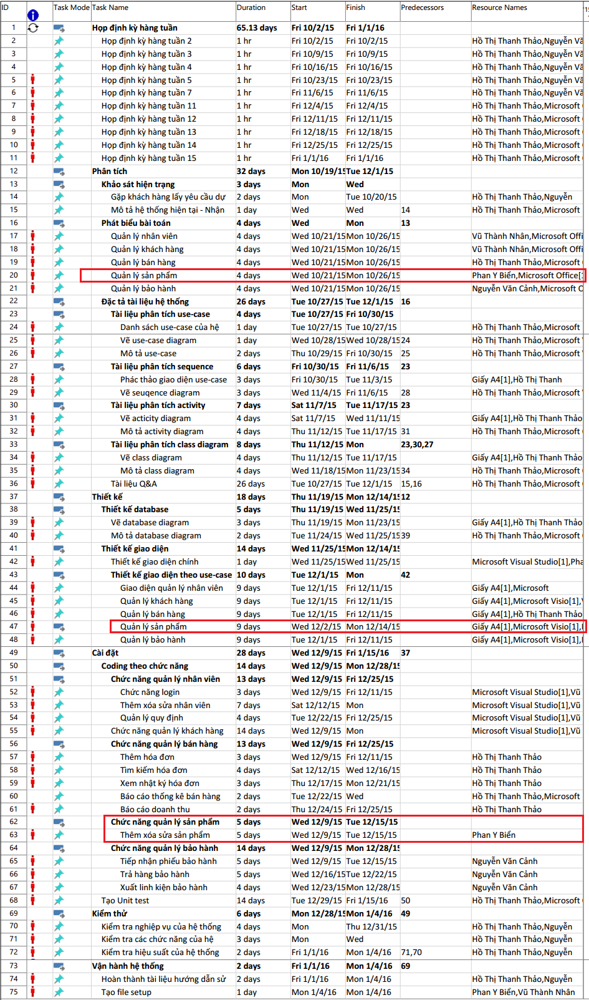 ID Task Mode Task Name Duration Start Finish Predecessors Resource Names
1 Họp định kỳ hàng tuần 65.13 days Fri 10/2/15 Fri 1/1/16
2 Họp định kỳ hàng tuần 2 1 hr Fri 10/2/15 Fri 10/2/15 Hồ Thị Thanh Thảo,Nguyễn Vă
3 Họp định kỳ hàng tuần 3 1 hr Fri 10/9/15 Fri 10/9/15 Hồ Thị Thanh Thảo,Nguyễn Vă
4 Họp định kỳ hàng tuần 4 1 hr Fri 10/16/15 Fri 10/16/15 Hồ Thị Thanh Thảo,Nguyễn Vă
5 Họp định kỳ hàng tuần 5 1 hr Fri 10/23/15 Fri 10/23/15 Hồ Thị Thanh Thảo,Nguyễn Vă
6 Họp định kỳ hàng tuần 7 1 hr Fri 11/6/15 Fri 11/6/15 Hồ Thị Thanh Thảo,Nguyễn Vă
7 Họp định kỳ hàng tuần 11 1 hr Fri 12/4/15 Fri 12/4/15 Hồ Thị Thanh Thảo,Microsoft
8 Họp định kỳ hàng tuần 12 1 hr Fri 12/11/15 Fri 12/11/15 Hồ Thị Thanh Thảo,Microsoft
9 Họp định kỳ hàng tuần 13 1 hr Fri 12/18/15 Fri 12/18/15 Hồ Thị Thanh Thảo,Microsoft
10 Họp định kỳ hàng tuần 14 1 hr Fri 12/25/15 Fri 12/25/15 Hồ Thị Thanh Thảo,Microsoft
11 Họp định kỳ hàng tuần 15 1 hr Fri 1/1/16 Fri 1/1/16 Hồ Thị Thanh Thảo,Microsoft
12 Phân tích 32 days Mon 10/19/15 Tue 12/1/15
13 Khảo sát hiện trạng 3 days Mon Wed
14 Gặp khách hàng lấy yêu cầu dự 2 days Mon Tue 10/20/15 Hồ Thị Thanh Thảo,Nguyễn
15 Mô tả hệ thống hiện tại - Nhận 1 day Wed Wed 14 Hồ Thị Thanh Thảo,Microsoft
16 Phát biểu bài toán 4 days Wed Mon 13
17 Quản lý nhân viên 4 days Wed 10/21/15 Mon 10/26/15 Vũ Thành Nhân,Microsoft Offi
18 Quản lý khách hàng 4 days Wed 10/21/15 Mon 10/26/15 Vũ Thành Nhân,Microsoft Offi
19 Quản lý bán hàng 4 days Wed 10/21/15 Mon 10/26/15 Hồ Thị Thanh Thảo,Microsoft
20 Quản lý sản phẩm 4 days Wed 10/21/15 Mon 10/26/15 Phan Y Biển,Microsoft Office[1
21 Quản lý bảo hành 4 days Wed 10/21/15 Mon 10/26/15 Nguyễn Văn Cảnh,Microsoft O
22 Đặc tả tài liệu hệ thống 26 days Tue 10/27/15 Tue 12/1/15 16
23 Tài liệu phân tích use-case 4 days Tue 10/27/15 Fri 10/30/15
24 Danh sách use-case của hệ 1 day Tue 10/27/15 Tue 10/27/15 Hồ Thị Thanh Thảo,Microsoft
25 Vẽ use-case diagram 1 day Wed 10/28/15 Wed 10/28/15 24 Hồ Thị Thanh Thảo,Microsoft
26 Mô tả use-case 2 days Thu 10/29/15 Fri 10/30/15 25 Hồ Thị Thanh Thảo,Microsoft
27 Tài liệu phân tích sequence 6 days Fri 10/30/15 Fri 11/6/15 23
28 Phác thảo giao diện use-case 3 days Fri 10/30/15 Tue 11/3/15 Giấy A4[1],Hồ Thị Thanh
29 Vẽ seuqence diagram 3 days Wed 11/4/15 Fri 11/6/15 28 Hồ Thị Thanh Thảo,Microsoft
30 Tài liệu phân tích activity 7 days Sat 11/7/15 Tue 11/17/15 23
31 Vẽ acticity diagram 4 days Sat 11/7/15 Wed 11/11/15 Giấy A4[1],Hồ Thị Thanh Thảo
32 Mô tả activity diagram 4 days Thu 11/12/15 Tue 11/17/15 31 Hồ Thị Thanh Thảo,Microsoft
33 Tài liệu phân tích class diagram 8 days Thu 11/12/15 Mon 23,30,27
34 Vẽ class diagram 4 days Thu 11/12/15 Tue 11/17/15 Giấy A4[1],Hồ Thị Thanh Thảo
35 Mô tả class diagram 4 days Wed 11/18/15 Mon 11/23/15 34 Hồ Thị Thanh Thảo,Microsoft
36 Tài liệu Q&A 26 days Tue 10/27/15 Tue 12/1/15 15,16 Hồ Thị Thanh Thảo,Microsoft
37 Thiết kế 18 days Thu 11/19/15 Mon 12/14/15 12
38 Thiết kế database 5 days Thu 11/19/15 Wed 11/25/15
39 Vẽ database diagram 3 days Thu 11/19/15 Mon 11/23/15 Giấy A4[1],Hồ Thị Thanh Thảo
40 Mô tả database diagram 2 days Tue 11/24/15 Wed 11/25/15 39 Hồ Thị Thanh Thảo,Microsoft
41 Thiết kế giao diện 14 days Wed 11/25/15 Mon 12/14/15
42 Thiết kế giao diện chính 1 day Wed 11/25/15 Wed 11/25/15 Microsoft Visual Studio[1],Pha
43 Thiết kế giao diện theo use-case 10 days Tue 12/1/15 Mon 42
44 Giao diện quản lý nhân viên 9 days Tue 12/1/15 Fri 12/11/15 Giấy A4[1],Microsoft
45 Quản lý khách hàng 9 days Tue 12/1/15 Fri 12/11/15 Giấy A4[1],Microsoft Visio[1],
46 Quản lý bán hàng 9 days Tue 12/1/15 Fri 12/11/15 Giấy A4[1],Hồ Thị Thanh Thảo
47 Quản lý sản phẩm 9 days Wed 12/2/15 Mon 12/14/15 Giấy A4[1],Microsoft Visio[1],
48 Quản lý bảo hành 9 days Tue 12/1/15 Fri 12/11/15 Giấy A4[1],Microsoft Visio[1],
49 Cài đặt 28 days Wed 12/9/15 Fri 1/15/16 37
50 Coding theo chức năng 14 days Wed 12/9/15 Mon 12/28/15
51 Chức năng quản lý nhân viên 13 days Wed 12/9/15 Fri 12/25/15
52 Chức năng login 3 days Wed 12/9/15 Fri 12/11/15 Microsoft Visual Studio[1],Vũ
53 Thêm xóa sửa nhân viên 7 days Sat 12/12/15 Mon Microsoft Visual Studio[1],Vũ
54 Quản lý quy định 4 days Tue 12/22/15 Fri 12/25/15 Microsoft Visual Studio[1],Vũ
55 Chức năng quản lý khách hàng 14 days Wed 12/9/15 Mon Microsoft Visual Studio[1],Vũ
56 Chức năng quản lý bán hàng 13 days Wed 12/9/15 Fri 12/25/15
57 Thêm hóa đơn 3 days Wed 12/9/15 Fri 12/11/15 Hồ Thị Thanh Thảo
58 Tìm kiếm hóa đơn 4 days Sat 12/12/15 Wed 12/16/15 Hồ Thị Thanh Thảo
59 Xem nhật ký hóa đơn 3 days Thu 12/17/15 Mon 12/21/15 Hồ Thị Thanh Thảo
60 Báo cáo thống kê bán hàng 2 days Tue 12/22/15 Wed Hồ Thị Thanh Thảo,Microsoft
61 Báo cáo doanh thu 2 days Thu 12/24/15 Fri 12/25/15 Hồ Thị Thanh Thảo
62 Chức năng quản lý sản phẩm 5 days Wed 12/9/15 Tue 12/15/15
63 Thêm xóa sửa sản phẩm 5 days Wed 12/9/15 Tue 12/15/15 Phan Y Biển
64 Chức năng quản lý bảo hành 14 days Wed 12/9/15 Mon 12/28/15
65 Tiếp nhận phiếu bảo hành 5 days Wed 12/9/15 Tue 12/15/15 Nguyễn Văn Cảnh
66 Trả hàng bảo hành 5 days Wed 12/16/15 Tue 12/22/15 Nguyễn Văn Cảnh
67 Xuất linh kiện bảo hành 4 days Wed 12/23/15 Mon 12/28/15 Nguyễn Văn Cảnh
68 Tạo Unit test 14 days Tue 12/29/15 Fri 1/15/16 50 Hồ Thị Thanh Thảo,Microsoft
69 Kiểm thử 6 days Mon 12/28/15 Mon 1/4/16 49
70 Kiểm tra nghiệp vụ của hệ thống 4 days Mon Thu 12/31/15 Hồ Thị Thanh Thảo,Nguyễn
71 Kiểm tra các chức năng của hệ 3 days Mon Wed Hồ Thị Thanh Thảo,Nguyễn
72 Kiểm tra hiệu suất của hệ thống 2 days Fri 1/1/16 Mon 1/4/16 71,70 Hồ Thị Thanh Thảo,Nguyễn
73 Vận hành hệ thống 2 days Fri 1/1/16 Mon 1/4/16 69
74 Hoàn thành tài liệu hướng dẫn sử 2 days Fri 1/1/16 Mon 1/4/16 Hồ Thị Thanh Thảo,Nguyễn
75 Tạo file setup 1 day Mon 1/4/16 Mon 1/4/16 Phan Y Biển,Vũ Thành Nhân